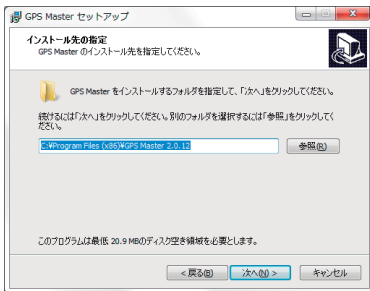 GPS Master セットアップ
インストール先の指定
GPS Master のインストール先を指定してください。
GPS Master をインストールするフォルダを指定して、「次へ」をクリックしてください。
続けるには「次へ」をクリックしてください。別のフォルダを選択するには「参照」をクリックしてく
ださい。
C:¥Program Files (x86)¥GPS Master 2.0.12
参照(R)
このプログラムは最低 20.9 MBのディスク空き領域を必要とします。
< 戻る(B)
次へ(N) >
キャンセル